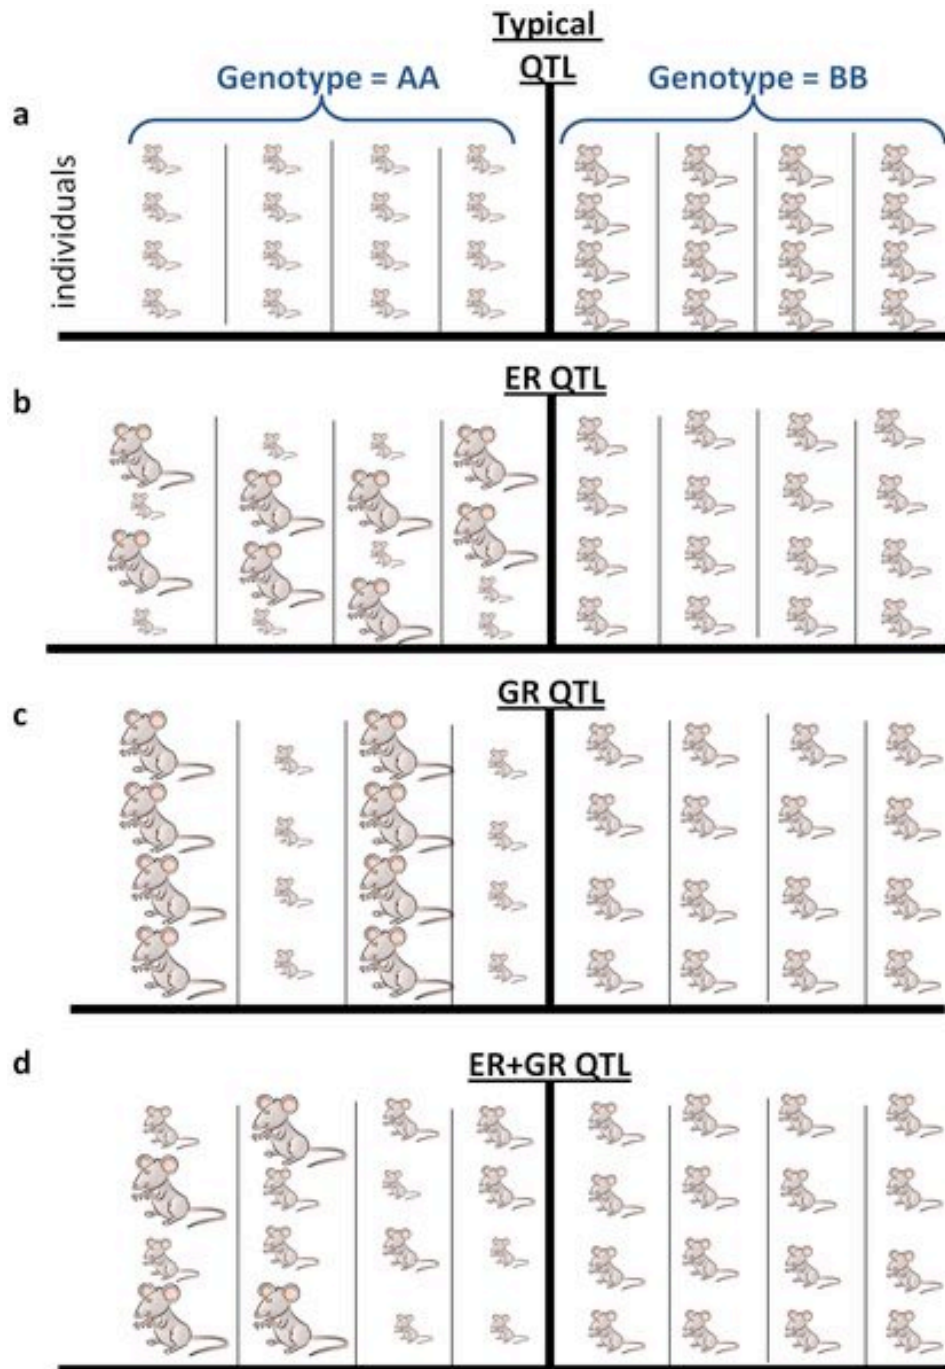 Typical
QTL
Genotype = AA
Genotype = BB
a
individuals
ER QTL
b
GR QTL
c
ER+GR QTL
d